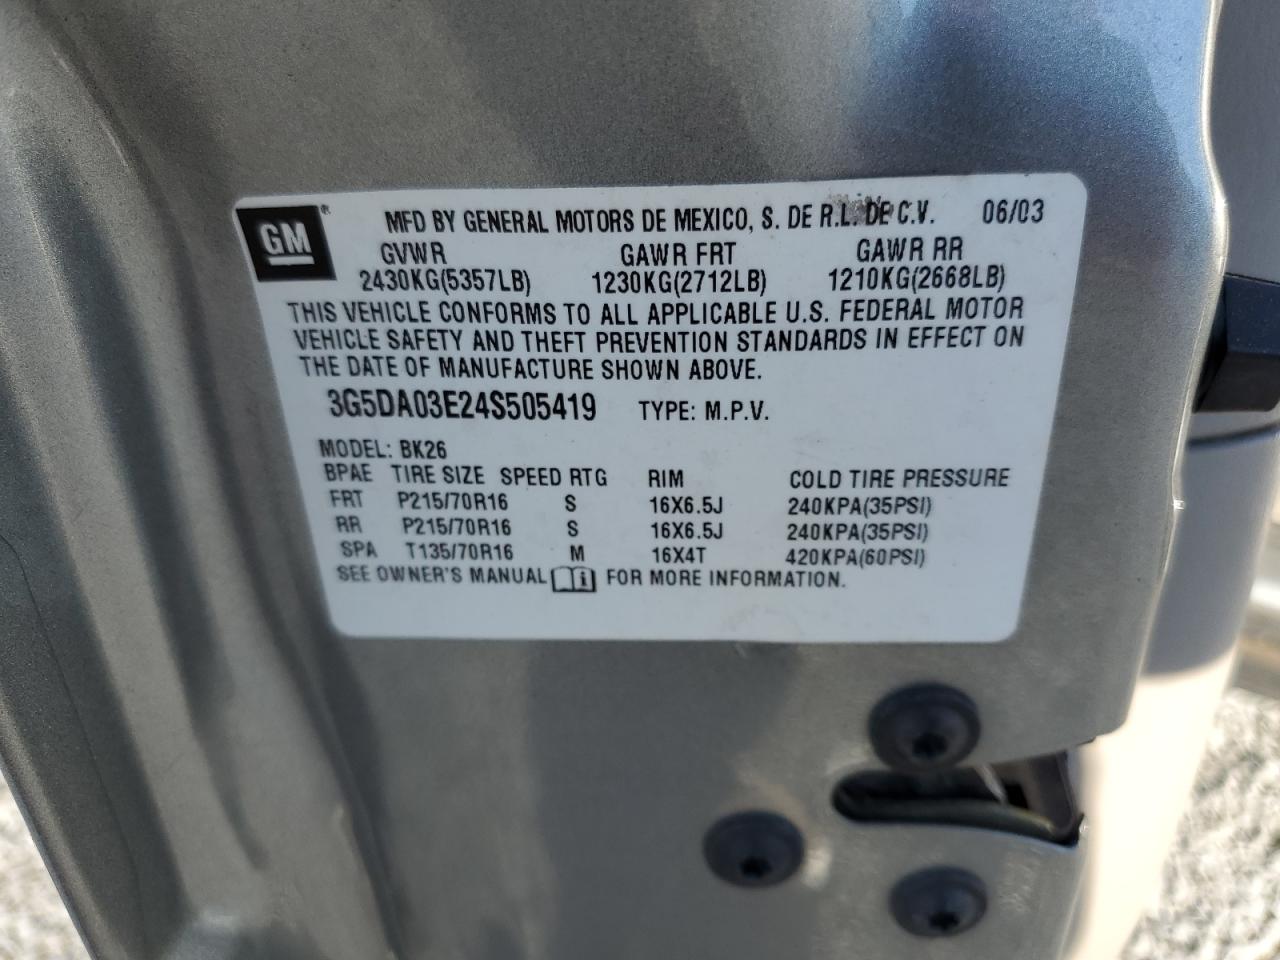 GM®
MFD BY GENERAL MOTORS DE MEXICO, S. DE R.L. DE C.V. 06/03
GVWR GAWR FRT GAWR RR
2430KG(5357LB) 1230KG(2712LB) 1210KG(2668LB)
THIS VEHICLE CONFORMS TO ALL APPLICABLE U.S. FEDERAL MOTOR
VEHICLE SAFETY AND THEFT PREVENTION STANDARDS IN EFFECT ON
THE DATE OF MANUFACTURE SHOWN ABOVE.
3G5DA03E24S505419 TYPE: M.P.V.
MODEL: BK26
BPAE TIRE SIZE SPEED RTG RIM COLD TIRE PRESSURE
FRT P215/70R16 S 16X6.5J 240KPA(35PSI)
RR P215/70R16 S 16X6.5J 240KPA(35PSI)
SPA T135/70R16 M 16X4T 420KPA(60PSI)
SEE OWNER'S MANUAL i FOR MORE INFORMATION.